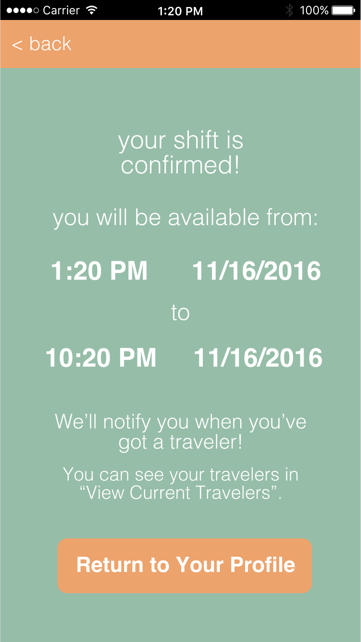 Carrier 1:20 PM 100%
< back
your shift is
confirmed!
you will be available from:
1:20 PM 11/16/2016
to
10:20 PM 11/16/2016
We’ll notify you when you’ve
got a traveler!
You can see your travelers in
“View Current Travelers”.
Return to Your Profile